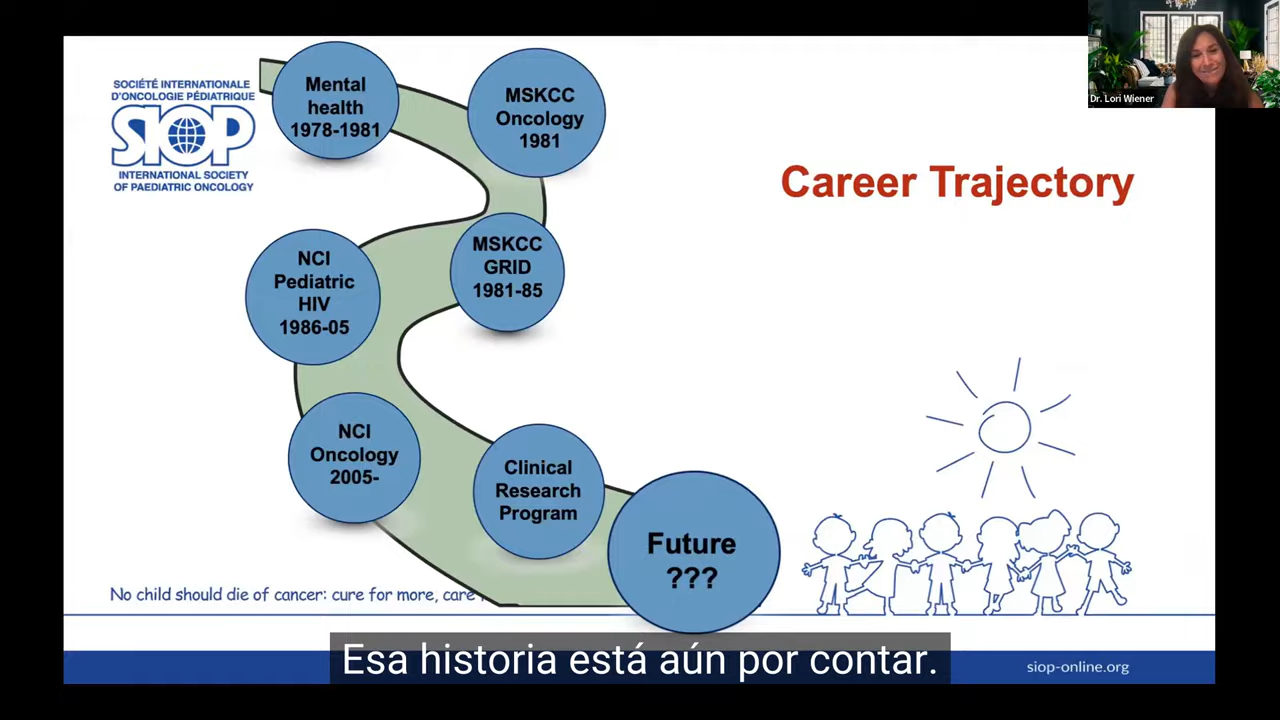 SOCIÉTÉ INTERNATIONALE
D'ONCOLOGIE PÉDIATRIQUE
SIOP
INTERNATIONAL SOCIETY
OF PAEDIATRIC ONCOLOGY
Mental
health
1978-1981
MSKCC
Oncology
1981
Dr. Lori Wiener
Career Trajectory
MSKCC
GRID
1981-85
NCI
Pediatric
HIV
1986-05
NCI
Oncology
2005-
Clinical
Research
Program
Future
???
No child should die of cancer: cure for more, care
Esa historia está aún por contar.
siop-online.org